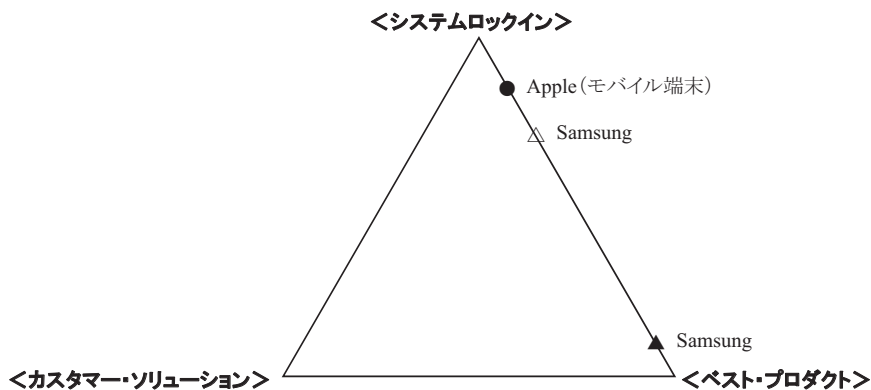 ＜システムロックイン＞
Apple（モバイル端末）
Samsung
Samsung
＜カスタマー・ソリューション＞
＜ベスト・プロダクト＞